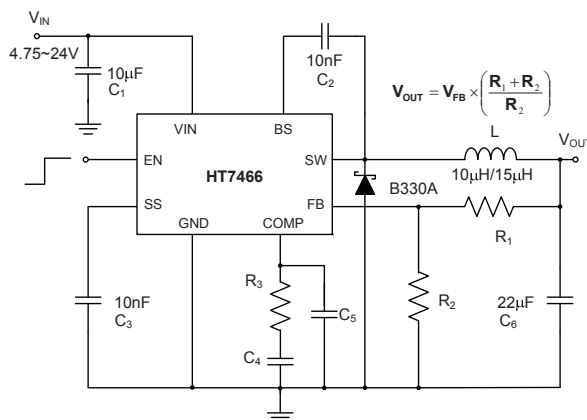 V_IN
4.75~24V
10μF
C₁
10nF
C₂
V_OUT = V_FB × ( (R₁ + R₂) / R₂ )
L
V_OUT
10μH/15μH
VIN
BS
EN
SW
HT7466
B330A
SS
FB
GND
COMP
R₁
R₃
R₂
10nF
C₃
C₅
22μF
C₆
C₄